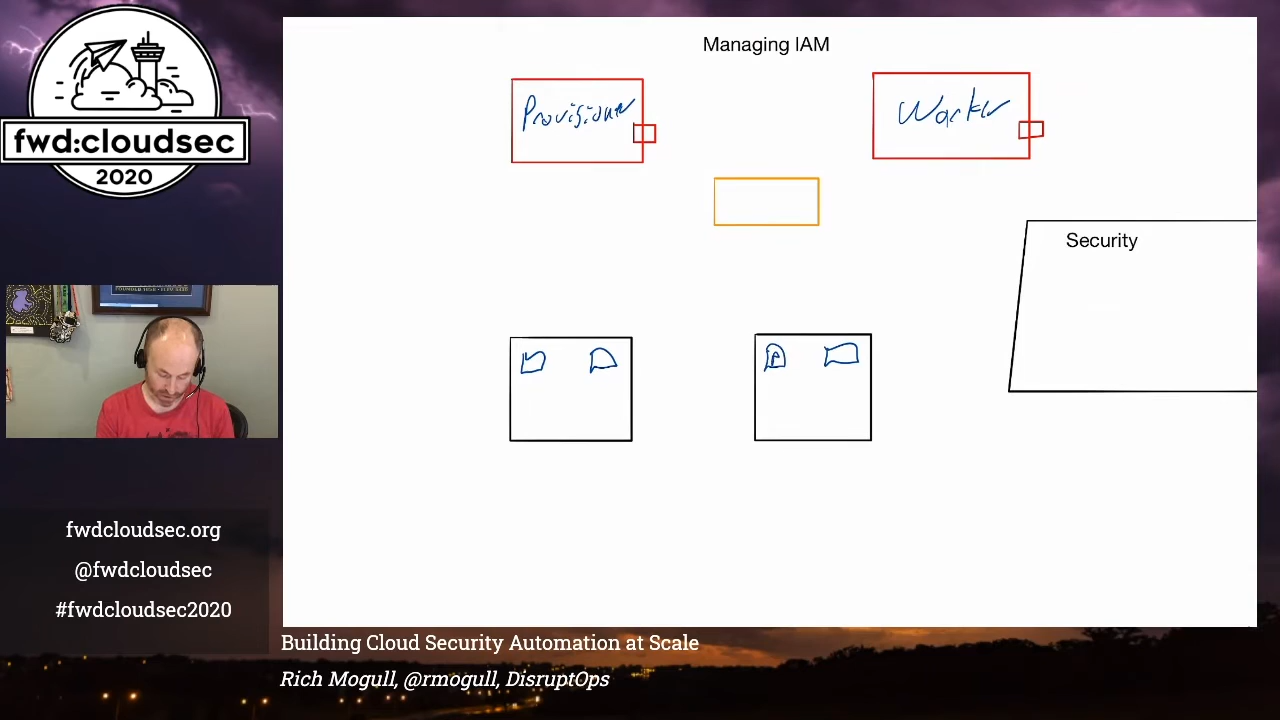 fwd:cloudsec
2020
Managing IAM
Provisioner
Worker
Security
P
fwdcloudsec.org
@fwdcloudsec
#fwdcloudsec2020
Building Cloud Security Automation at Scale
Rich Mogull, @rmogull, DisruptOps